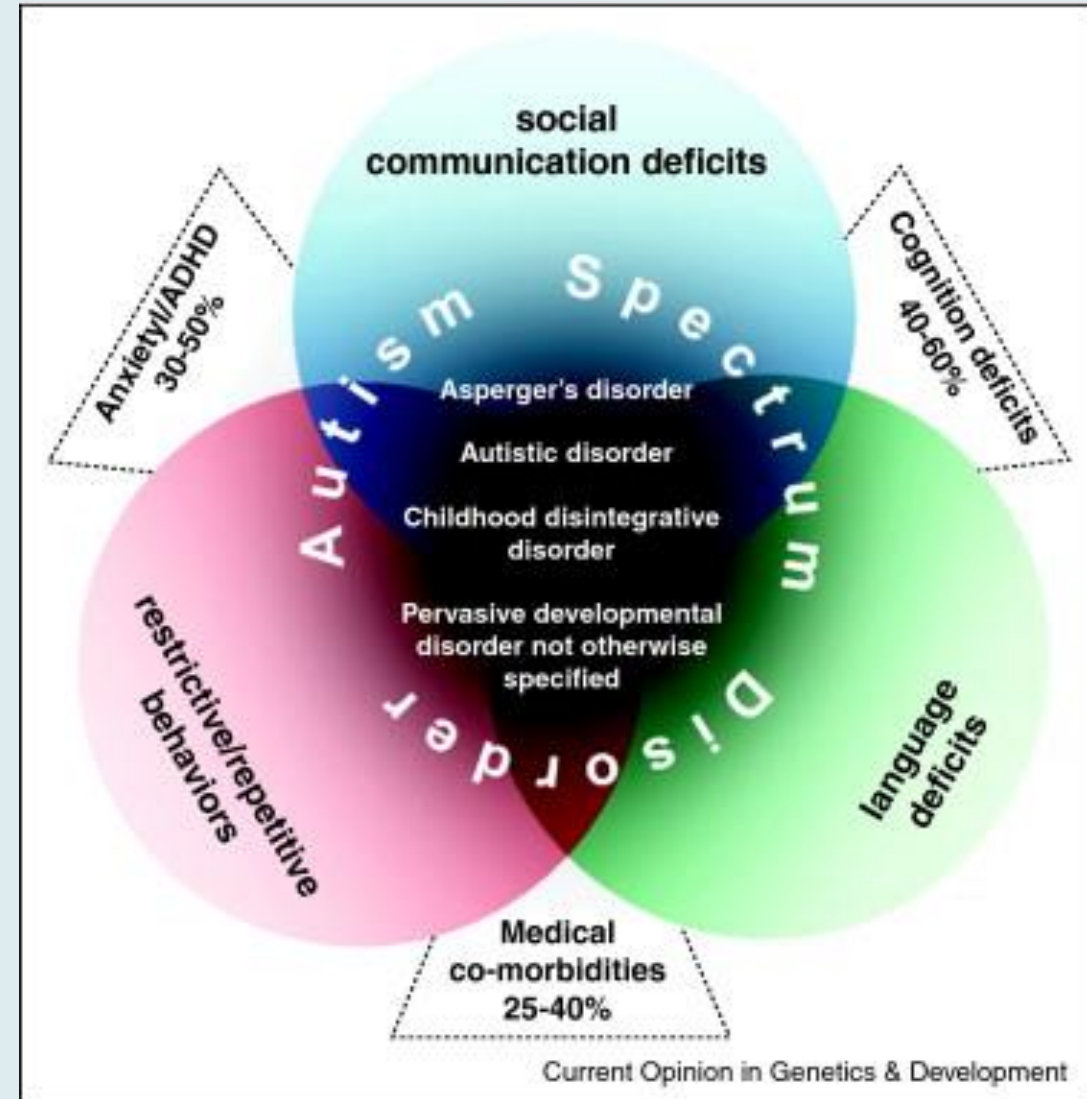 social
communication deficits
Anxietyl/ADHD
30-50%
Cognition deficits
40-60%
Autism Spectrum Disorder
Asperger's disorder
Autistic disorder
Childhood disintegrative
disorder
Pervasive developmental
disorder not otherwise
specified
restrictive/repetitive
behaviors
language
deficits
Medical
co-morbidities
25-40%
Current Opinion in Genetics & Development